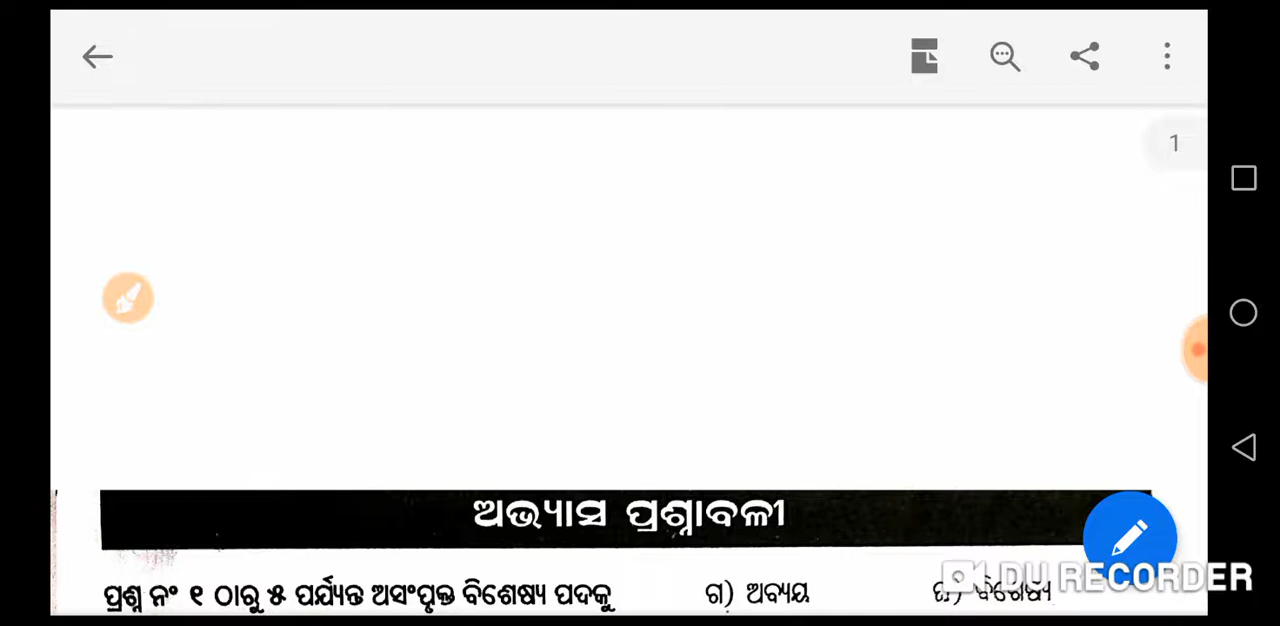 1
ଅଭ୍ୟାସ ପ୍ରଶ୍ନାବଳୀ
ପ୍ରଶ୍ନ ନଂ ୧ ଠାରୁ ୫ ପର୍ଯ୍ୟନ୍ତ ଅସଂପୃକ୍ତ ବିଶେଷ୍ୟ ପଦକୁ
ଗ) ଅବ୍ୟୟ ବିଶେଷ୍ୟ
DU RECORDER